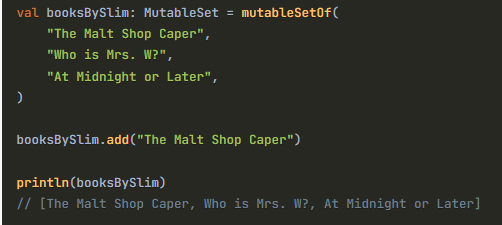 val booksBySlim: MutableSet = mutableSetOf(
    "The Malt Shop Caper",
    "Who is Mrs. W?",
    "At Midnight or Later",
)

booksBySlim.add("The Malt Shop Caper")

println(booksBySlim)
// [The Malt Shop Caper, Who is Mrs. W?, At Midnight or Later]